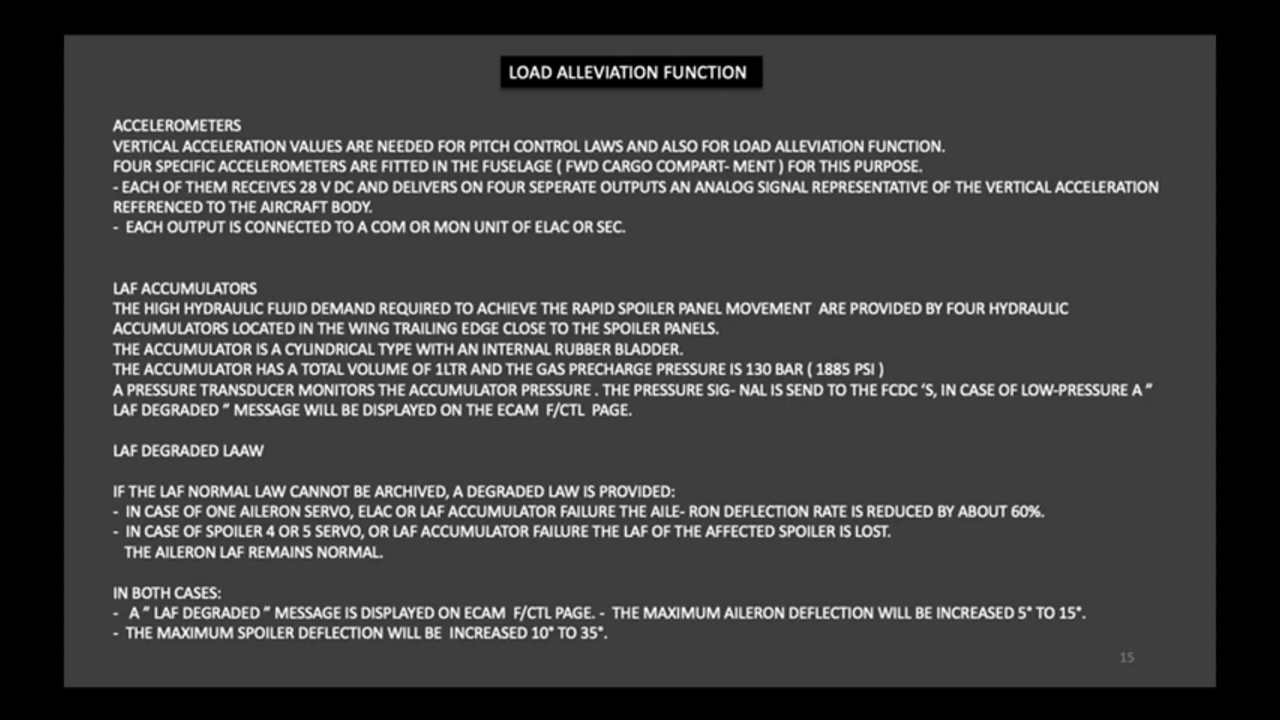 LOAD ALLEVIATION FUNCTION
ACCELEROMETERS
VERTICAL ACCELERATION VALUES ARE NEEDED FOR PITCH CONTROL LAWS AND ALSO FOR LOAD ALLEVIATION FUNCTION.
FOUR SPECIFIC ACCELEROMETERS ARE FITTED IN THE FUSELAGE ( FWD CARGO COMPART- MENT ) FOR THIS PURPOSE.
- EACH OF THEM RECEIVES 28 V DC AND DELIVERS ON FOUR SEPERATE OUTPUTS AN ANALOG SIGNAL REPRESENTATIVE OF THE VERTICAL ACCELERATION
REFERENCED TO THE AIRCRAFT BODY.
- EACH OUTPUT IS CONNECTED TO A COM OR MON UNIT OF ELAC OR SEC.
LAF ACCUMULATORS
THE HIGH HYDRAULIC FLUID DEMAND REQUIRED TO ACHIEVE THE RAPID SPOILER PANEL MOVEMENT ARE PROVIDED BY FOUR HYDRAULIC
ACCUMULATORS LOCATED IN THE WING TRAILING EDGE CLOSE TO THE SPOILER PANELS.
THE ACCUMULATOR IS A CYLINDRICAL TYPE WITH AN INTERNAL RUBBER BLADDER.
THE ACCUMULATOR HAS A TOTAL VOLUME OF 1LTR AND THE GAS PRECHARGE PRESSURE IS 130 BAR ( 1885 PSI )
A PRESSURE TRANSDUCER MONITORS THE ACCUMULATOR PRESSURE . THE PRESSURE SIG- NAL IS SEND TO THE FCDC ‘S, IN CASE OF LOW-PRESSURE A ”
LAF DEGRADED ” MESSAGE WILL BE DISPLAYED ON THE ECAM F/CTL PAGE.
LAF DEGRADED LAAW
IF THE LAF NORMAL LAW CANNOT BE ARCHIVED, A DEGRADED LAW IS PROVIDED:
- IN CASE OF ONE AILERON SERVO, ELAC OR LAF ACCUMULATOR FAILURE THE AILE- RON DEFLECTION RATE IS REDUCED BY ABOUT 60%.
- IN CASE OF SPOILER 4 OR 5 SERVO, OR LAF ACCUMULATOR FAILURE THE LAF OF THE AFFECTED SPOILER IS LOST.
THE AILERON LAF REMAINS NORMAL.
IN BOTH CASES:
- A ” LAF DEGRADED ” MESSAGE IS DISPLAYED ON ECAM F/CTL PAGE. - THE MAXIMUM AILERON DEFLECTION WILL BE INCREASED 5° TO 15°.
- THE MAXIMUM SPOILER DEFLECTION WILL BE INCREASED 10° TO 35°.
15